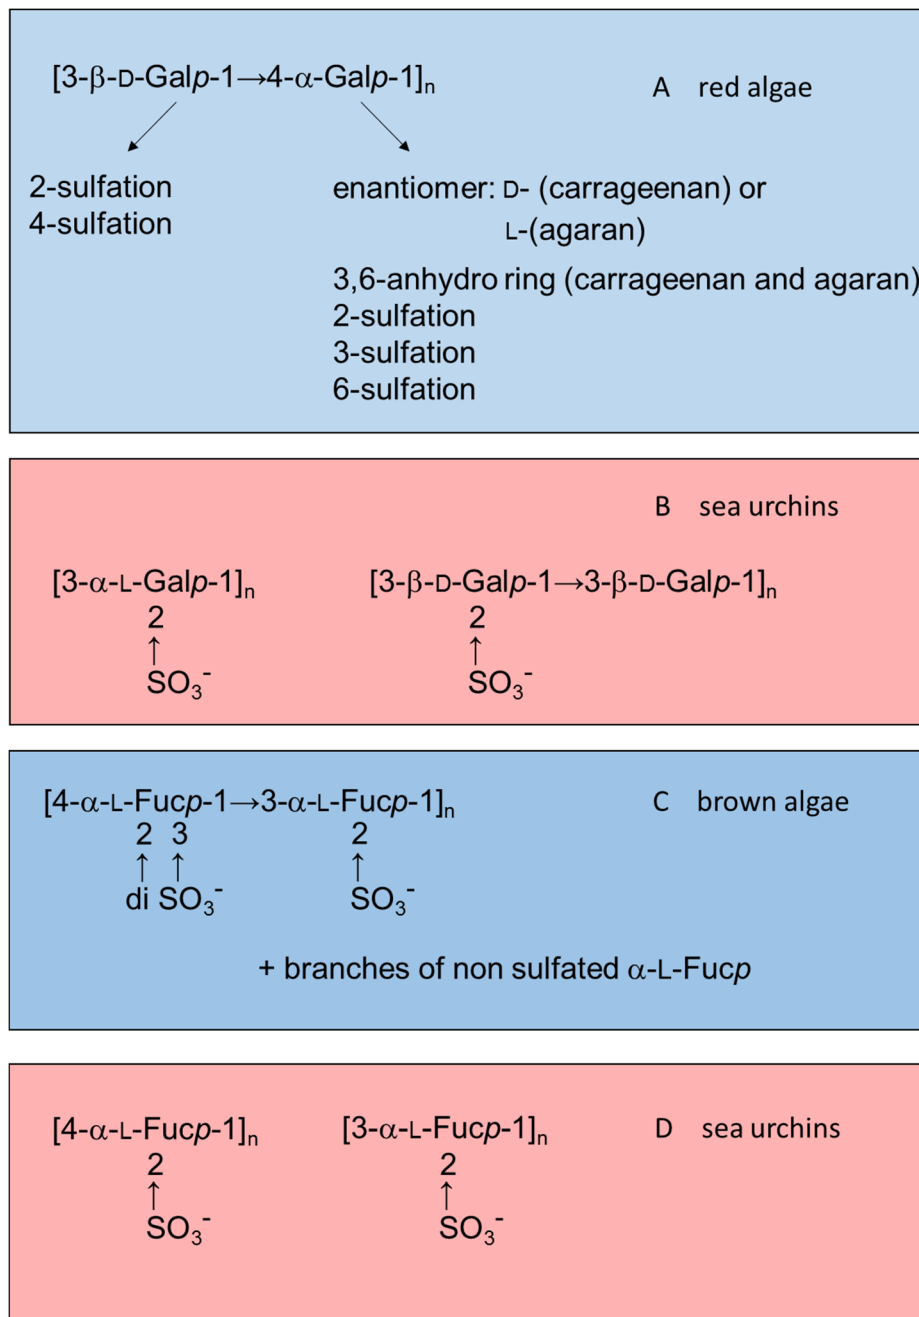 [3-β-D-Galp-1→4-α-Galp-1]n
A red algae
2-sulfation
4-sulfation
enantiomer: D- (carrageenan) or
L-(agaran)
3,6-anhydro ring (carrageenan and agaran)
2-sulfation
3-sulfation
6-sulfation
B sea urchins
[3-α-L-Galp-1]n [3-β-D-Galp-1→3-β-D-Galp-1]n
2 2
↑ ↑
SO3- SO3-
[4-α-L-Fucp-1→3-α-L-Fucp-1]n C brown algae
2 3 2
↑ ↑ ↑
di SO3- SO3-
+ branches of non sulfated α-L-Fucp
[4-α-L-Fucp-1]n [3-α-L-Fucp-1]n D sea urchins
2 2
↑ ↑
SO3- SO3-